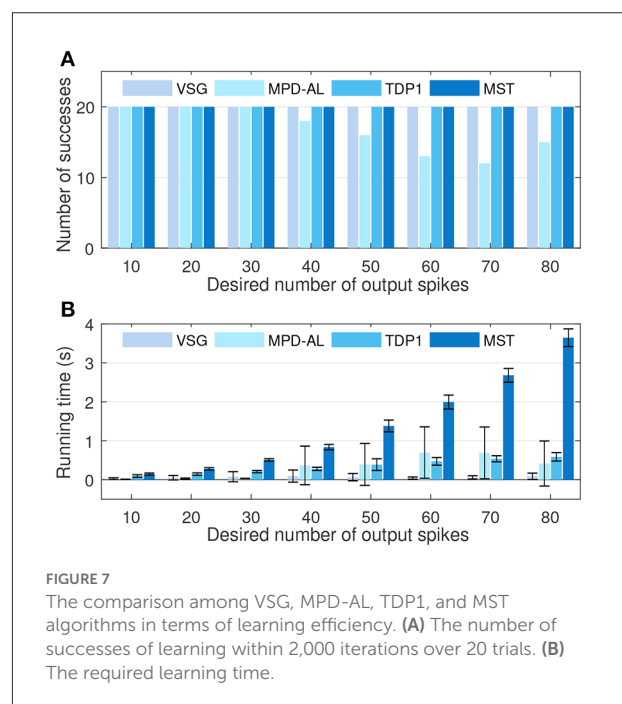 A
VSG MPD-AL TDP1 MST
Number of successes
20
10
0
10 20 30 40 50 60 70 80
Desired number of output spikes
B
VSG MPD-AL TDP1 MST
Running time (s)
4
3
2
1
0
10 20 30 40 50 60 70 80
Desired number of output spikes
FIGURE 7
The comparison among VSG, MPD-AL, TDP1, and MST
algorithms in terms of learning efficiency. (A) The number of
successes of learning within 2,000 iterations over 20 trials. (B)
The required learning time.